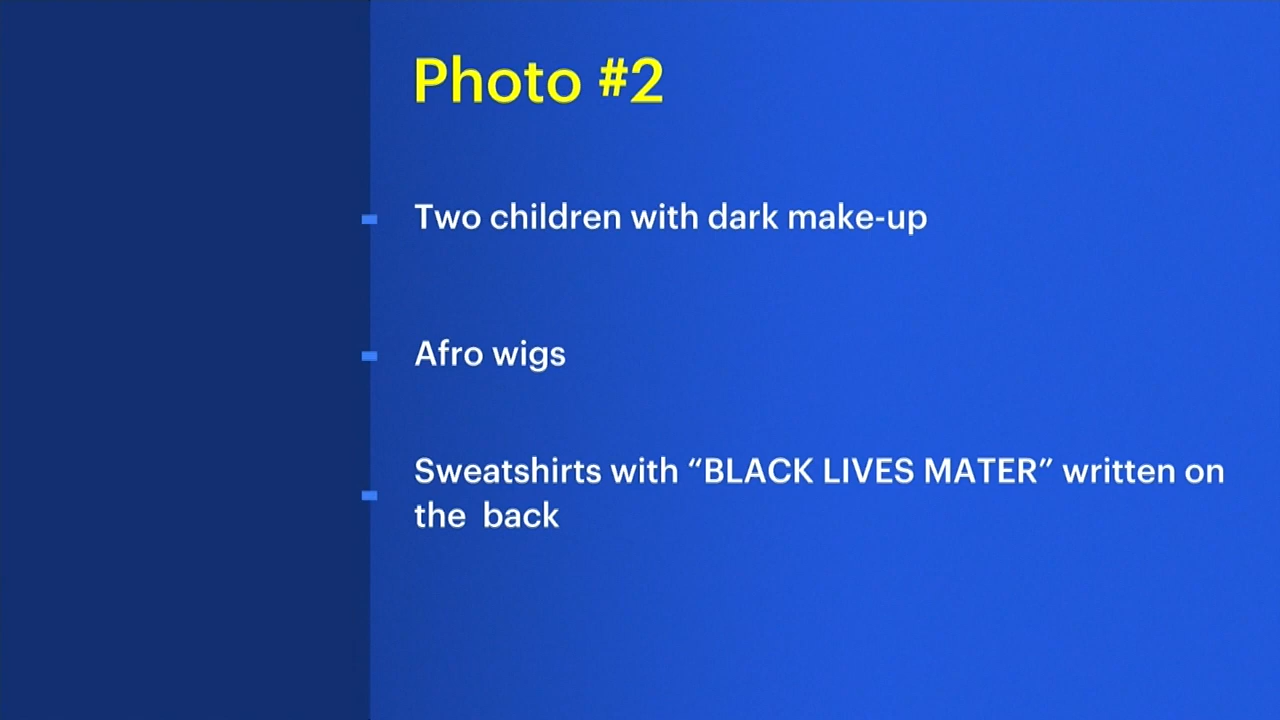 Photo #2
Two children with dark make-up
Afro wigs
Sweatshirts with “BLACK LIVES MATER” written on
the  back